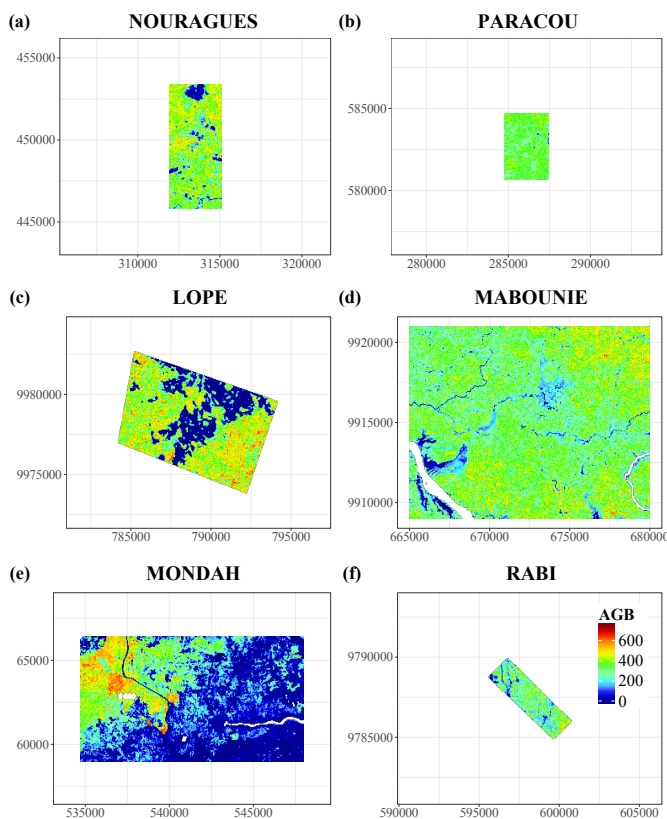 (a) NOURAGUES
455000
450000
445000
310000 315000 320000
(b) PARACOU
585000
580000
280000 285000 290000
(c) LOPE
9980000
9975000
785000 790000 795000
(d) MABOUNIE
9920000
9915000
9910000
665000 670000 675000 680000
(e) MONDAH
65000
60000
535000 540000 545000
(f) RABI
AGB
600
400
200
0
9790000
9785000
590000 595000 600000 605000